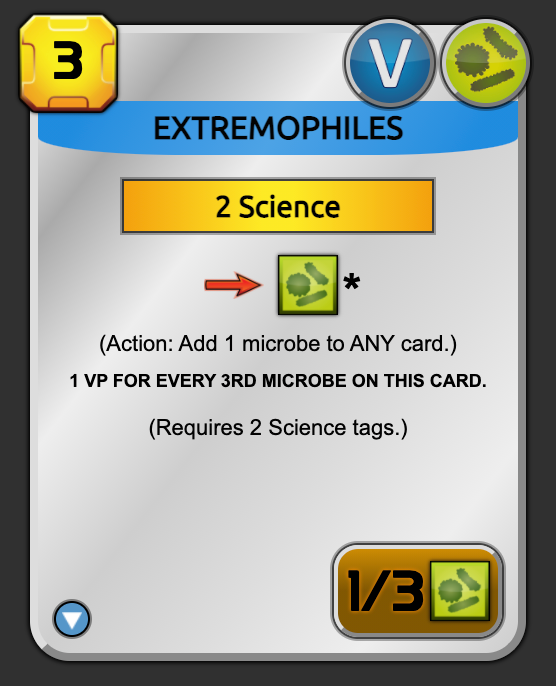 3
V
EXTREMOPHILES
2 Science
*
(Action: Add 1 microbe to ANY card.)
1 VP FOR EVERY 3RD MICROBE ON THIS CARD.
(Requires 2 Science tags.)
1/3